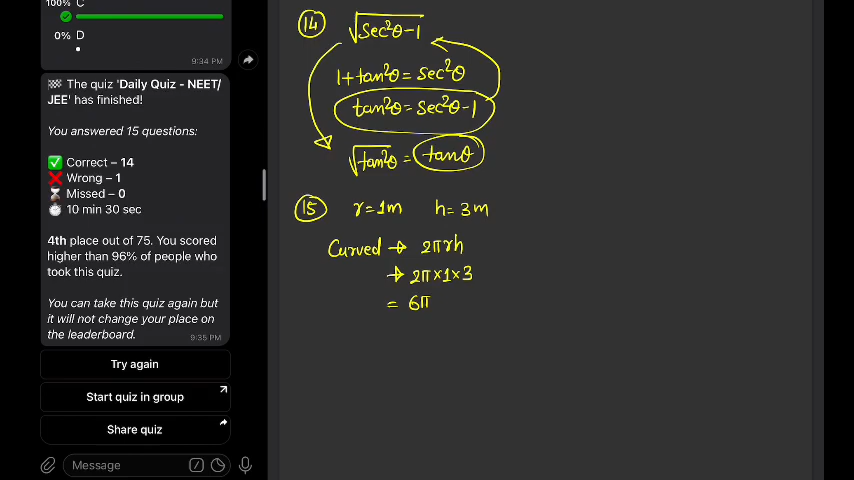 100% C
0% D
9:34 PM
🏁 The quiz 'Daily Quiz - NEET/
JEE' has finished!
You answered 15 questions:
✅ Correct – 14
❌ Wrong – 1
⌛ Missed – 0
⏱ 10 min 30 sec
4th place out of 75. You scored
higher than 96% of people who
took this quiz.
You can take this quiz again but
it will not change your place on
the leaderboard.
9:35 PM
Try again
Start quiz in group
Share quiz
Message
14 √sec²θ-1
1+tan²θ = sec²θ
tan²θ = sec²θ-1
√tan²θ = tanθ
15 r=1m h=3m
Curved → 2πrh
→ 2π×1×3
= 6π